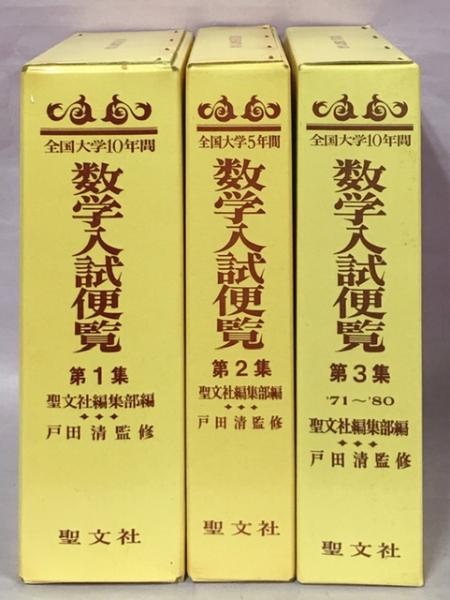 全国大学10年間
数学入試便覧
第1集
聖文社編集部編
戸田清監修
聖文社
全国大学5年間
数学入試便覧
第2集
聖文社編集部編
戸田清監修
聖文社
全国大学10年間
数学入試便覧
第3集
'71～'80
聖文社編集部編
戸田清監修
聖文社